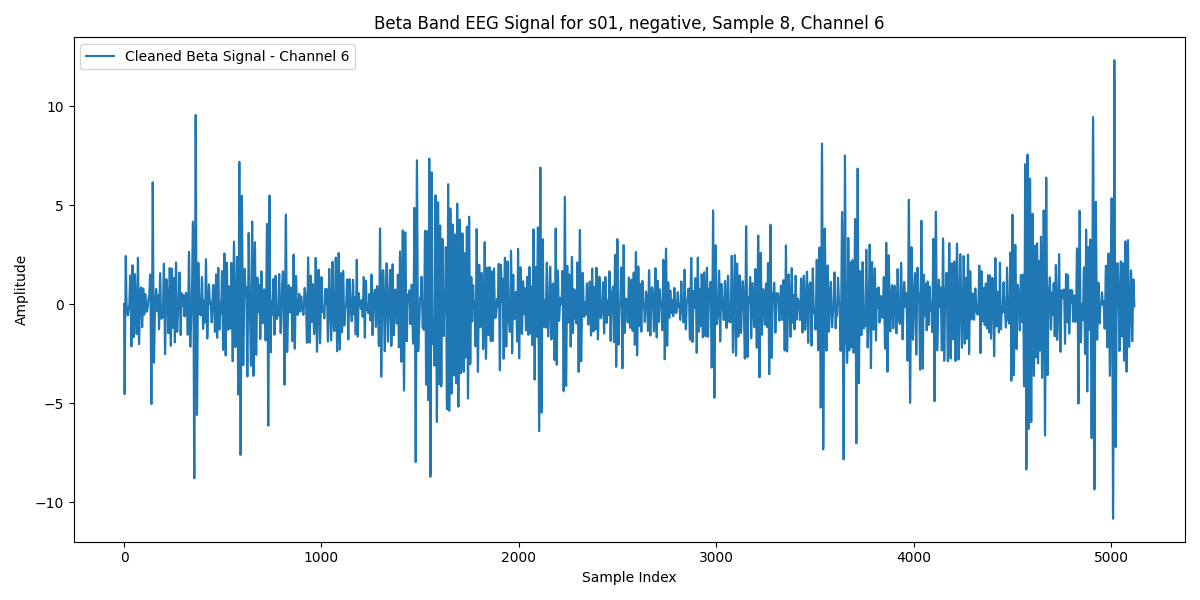 Beta Band EEG Signal for s01, negative, Sample 8, Channel 6
Cleaned Beta Signal - Channel 6
Amplitude
10
5
0
−5
−10
0 1000 2000 3000 4000 5000
Sample Index